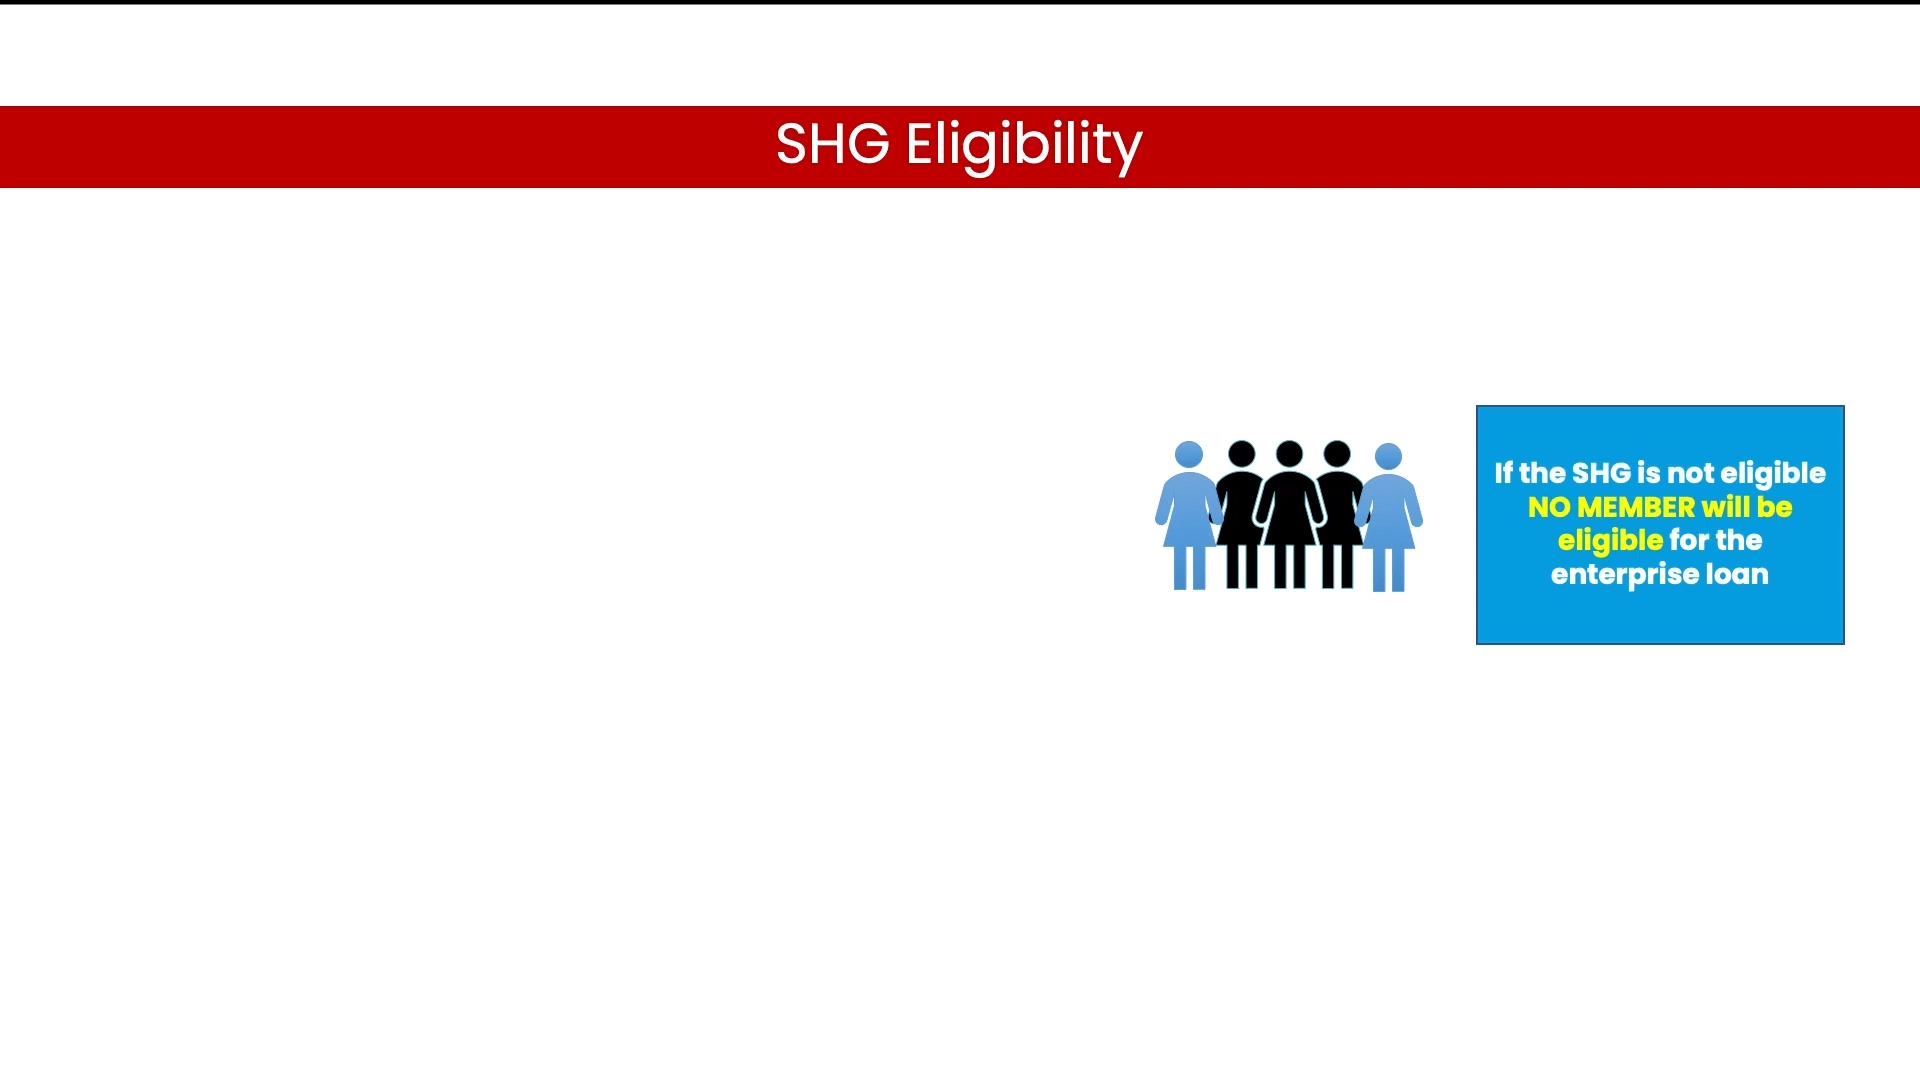 SHG Eligibility
If the SHG is not eligible
NO MEMBER will be
eligible for the
enterprise loan